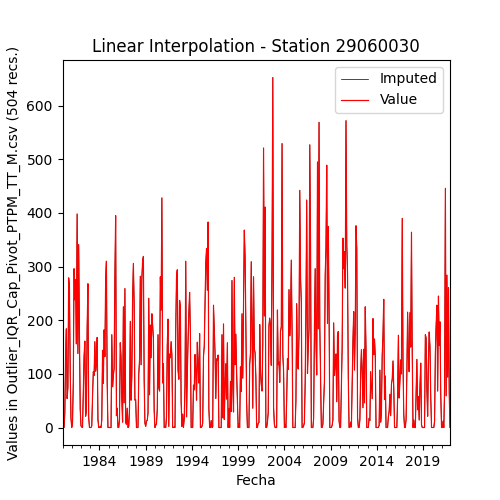 Linear Interpolation - Station 29060030
Values in Outlier_IQR_Cap_Pivot_PTPM_TT_M.csv (504 recs.)
Imputed
Value
600
500
400
300
200
100
0
1984 1989 1994 1999 2004 2009 2014 2019
Fecha